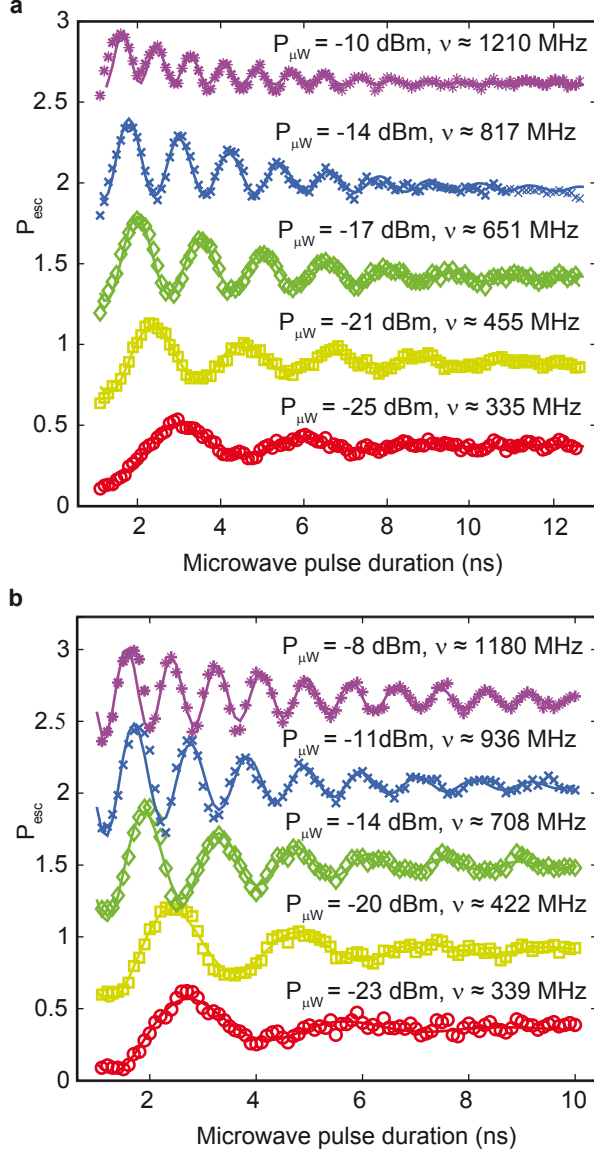 a
3
P_μW = -10 dBm, ν ≈ 1210 MHz
2.5
P_μW = -14 dBm, ν ≈ 817 MHz
2
P_esc
P_μW = -17 dBm, ν ≈ 651 MHz
1.5
P_μW = -21 dBm, ν ≈ 455 MHz
1
P_μW = -25 dBm, ν ≈ 335 MHz
0.5
0
2 4 6 8 10 12
Microwave pulse duration (ns)
b
3
P_μW = -8 dBm, ν ≈ 1180 MHz
2.5
P_μW = -11dBm, ν ≈ 936 MHz
2
P_esc
P_μW = -14 dBm, ν ≈ 708 MHz
1.5
P_μW = -20 dBm, ν ≈ 422 MHz
1
P_μW = -23 dBm, ν ≈ 339 MHz
0.5
0
2 4 6 8 10
Microwave pulse duration (ns)